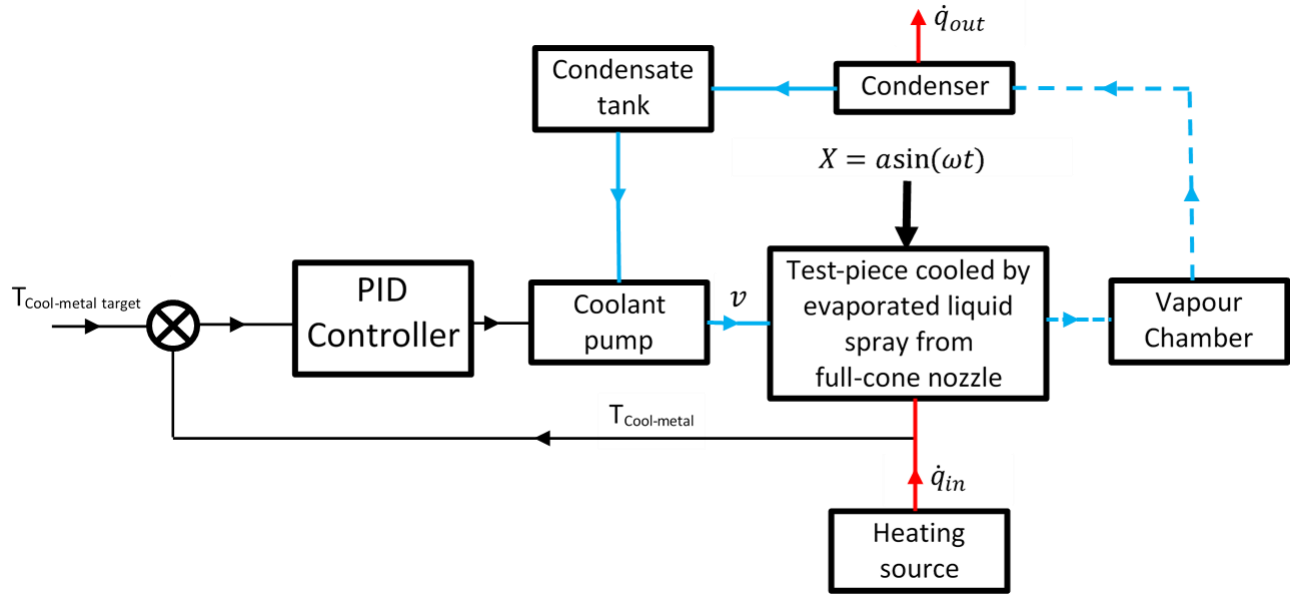 q̇out
Condensate
tank
Condenser
X = asin(ωt)
TCool-metal target
PID
Controller
Coolant
pump
v
Test-piece cooled by
evaporated liquid
spray from
full-cone nozzle
Vapour
Chamber
TCool-metal
q̇in
Heating
source